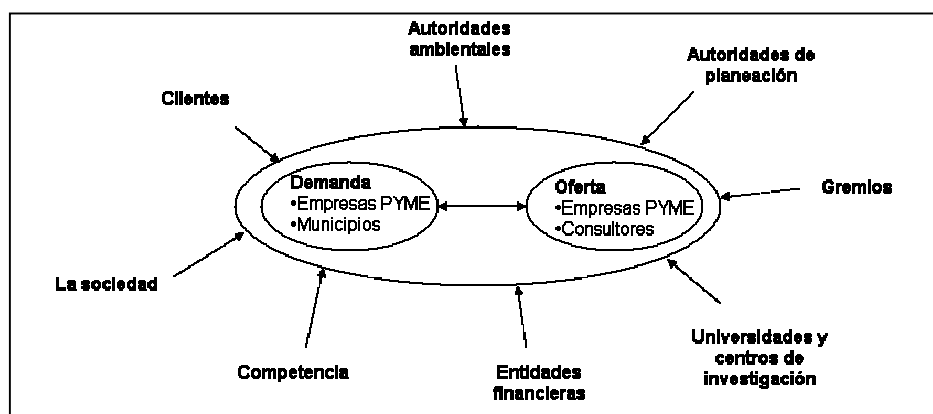 Autoridades
ambientales
Autoridades de
planeación
Clientes
Demanda
•Empresas PYME
•Municipios
Oferta
•Empresas PYME
•Consultores
Gremios
La sociedad
Competencia
Entidades
financieras
Universidades y
centros de
investigación